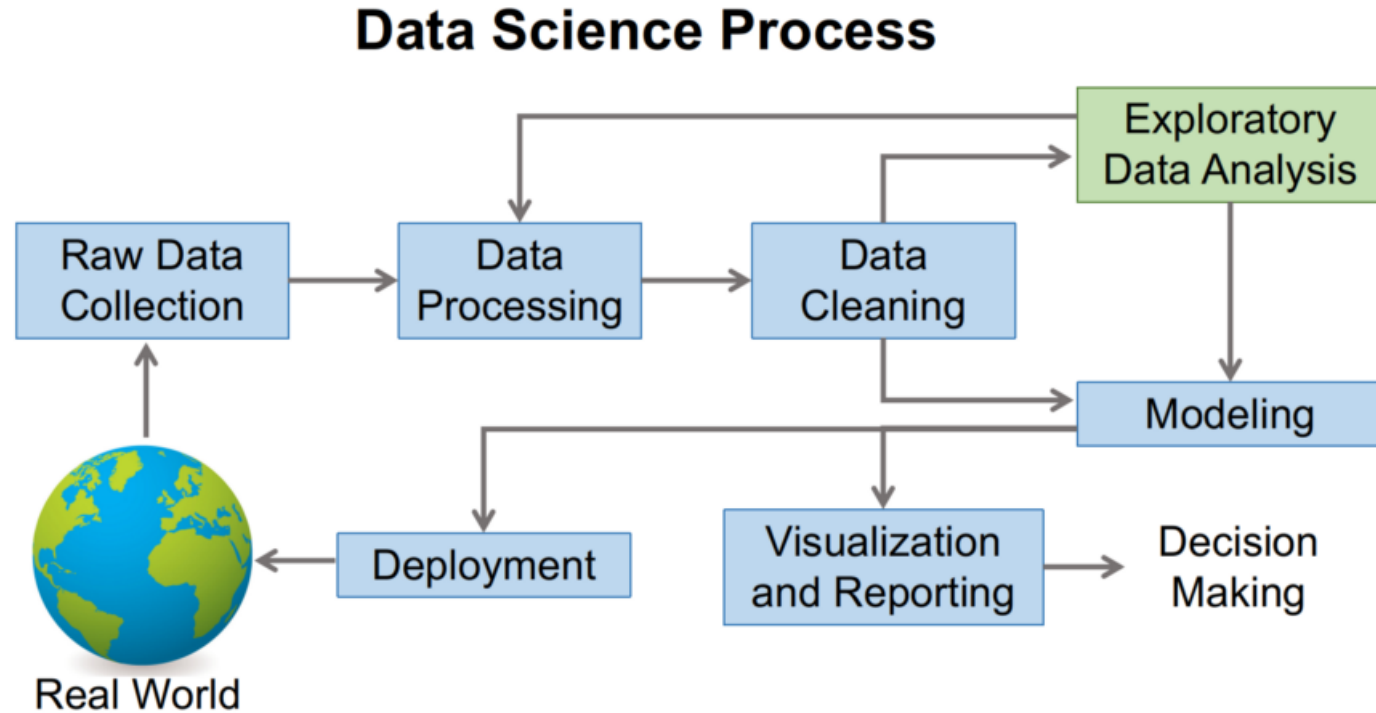 Data Science Process
Exploratory
Data Analysis
Raw Data
Collection
Data
Processing
Data
Cleaning
Modeling
Deployment
Visualization
and Reporting
Decision
Making
Real World